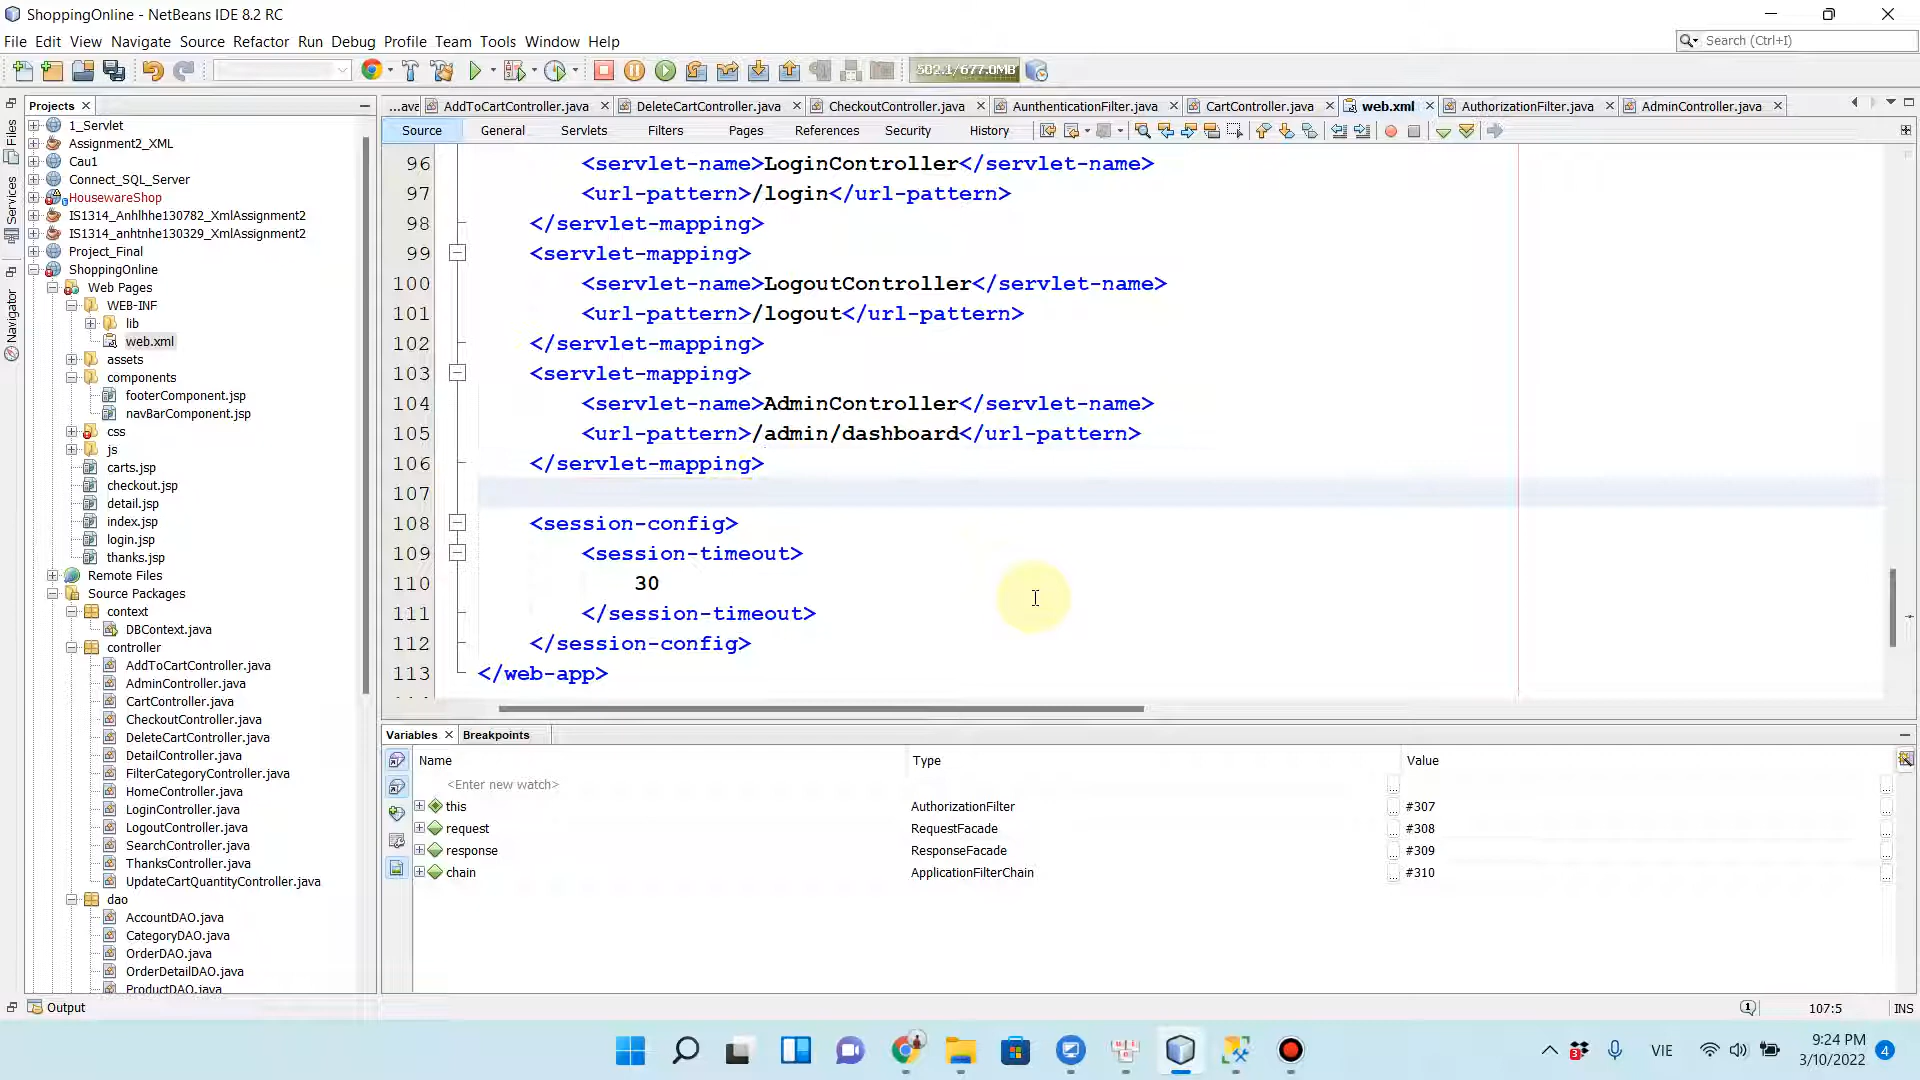 ShoppingOnline - NetBeans IDE 8.2 RC
File Edit View Navigate Source Refactor Run Debug Profile Team Tools Window Help
Search (Ctrl+I)
502.1/677.0MB
Projects
...ava AddToCartController.java DeleteCartController.java CheckoutController.java AunthenticationFilter.java CartController.java web.xml AuthorizationFilter.java AdminController.java
Source General Servlets Filters Pages References Security History
Files
Services
Navigator
1_Servlet
Assignment2_XML
Cau1
Connect_SQL_Server
HousewareShop
IS1314_Anhlhhe130782_XmlAssignment2
IS1314_anhtnhe130329_XmlAssignment2
Project_Final
ShoppingOnline
Web Pages
WEB-INF
lib
web.xml
assets
components
footerComponent.jsp
navBarComponent.jsp
css
js
carts.jsp
checkout.jsp
detail.jsp
index.jsp
login.jsp
thanks.jsp
Remote Files
Source Packages
context
DBContext.java
controller
AddToCartController.java
AdminController.java
CartController.java
CheckoutController.java
DeleteCartController.java
DetailController.java
FilterCategoryController.java
HomeController.java
LoginController.java
LogoutController.java
SearchController.java
ThanksController.java
UpdateCartQuantityController.java
dao
AccountDAO.java
CategoryDAO.java
OrderDAO.java
OrderDetailDAO.java
ProductDAO.java
96 <servlet-name>LoginController</servlet-name>
97 <url-pattern>/login</url-pattern>
98 </servlet-mapping>
99 <servlet-mapping>
100 <servlet-name>LogoutController</servlet-name>
101 <url-pattern>/logout</url-pattern>
102 </servlet-mapping>
103 <servlet-mapping>
104 <servlet-name>AdminController</servlet-name>
105 <url-pattern>/admin/dashboard</url-pattern>
106 </servlet-mapping>
107
108 <session-config>
109 <session-timeout>
110 30
111 </session-timeout>
112 </session-config>
113 </web-app>
Variables Breakpoints
Name Type Value
<Enter new watch>
this AuthorizationFilter #307
request RequestFacade #308
response ResponseFacade #309
chain ApplicationFilterChain #310
Output
1 107:5 INS
3 VIE 9:24 PM
3/10/2022 4